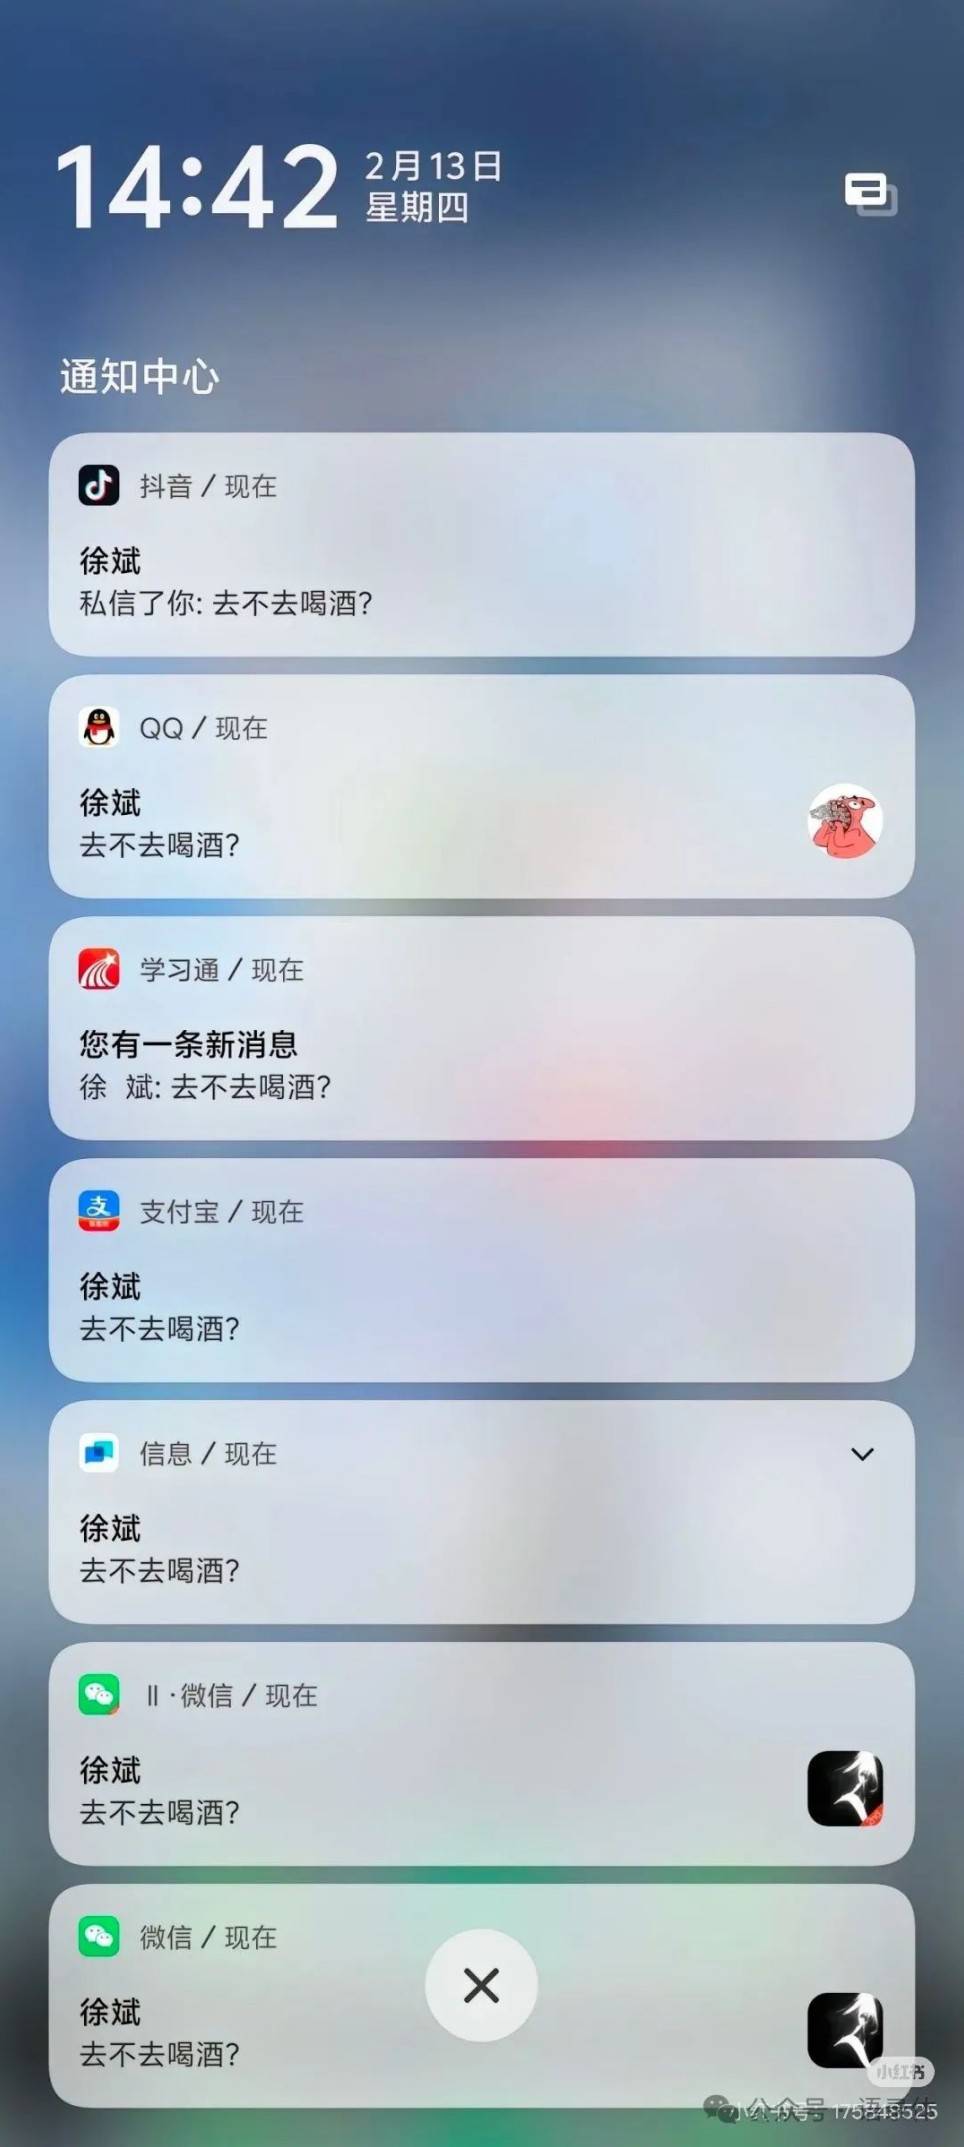 14:42
2月13日
星期四
通知中心
抖音 / 现在
徐斌
私信了你: 去不去喝酒?
QQ / 现在
徐斌
去不去喝酒?
学习通 / 现在
您有一条新消息
徐 斌: 去不去喝酒?
支
支付宝 / 现在
徐斌
去不去喝酒?
信息 / 现在
徐斌
去不去喝酒?
II ·微信 / 现在
徐斌
去不去喝酒?
微信 / 现在
徐斌
去不去喝酒?
小红书
175848525